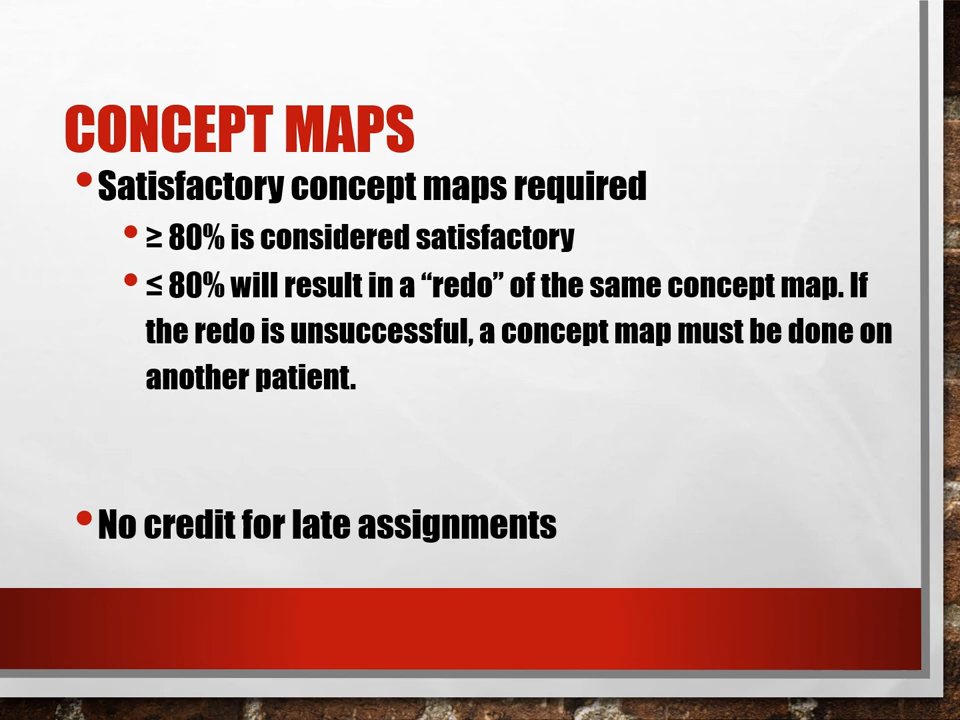 CONCEPT MAPS
•Satisfactory concept maps required
•≥ 80% is considered satisfactory
•≤ 80% will result in a “redo” of the same concept map. If
the redo is unsuccessful, a concept map must be done on
another patient.
•No credit for late assignments